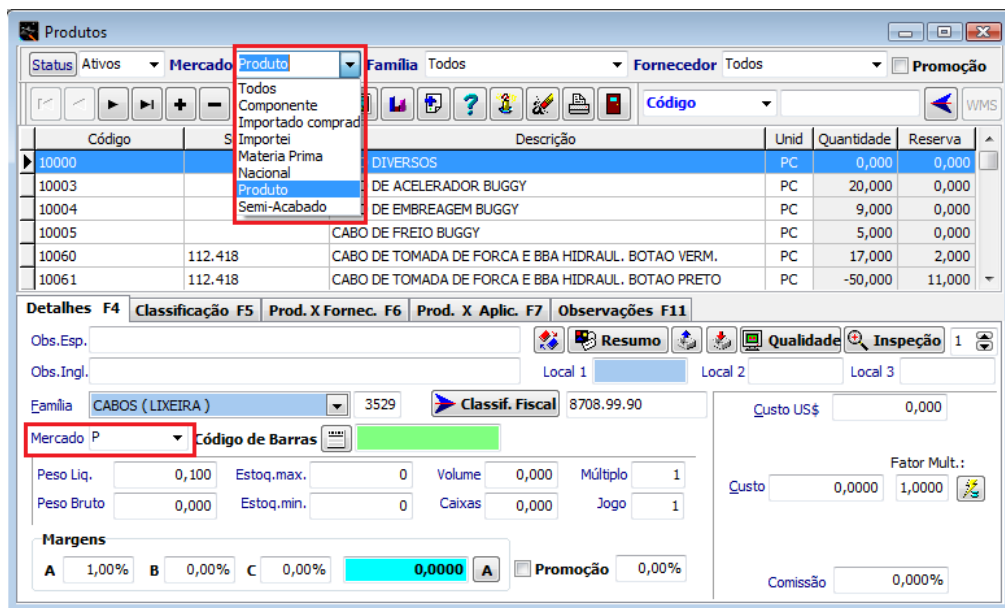 Produtos
Status Ativos Mercado Produto Família Todos Fornecedor Todos Promoção
Todos
Componente
Importado comprad
Importei
Materia Prima
Nacional
Produto
Semi-Acabado
Código WMS
Código S Descrição Unid Quantidade Reserva
10000 DIVERSOS PC 0,000 0,000
10003 DE ACELERADOR BUGGY PC 20,000 0,000
10004 DE EMBREAGEM BUGGY PC 9,000 0,000
10005 CABO DE FREIO BUGGY PC 5,000 0,000
10060 112.418 CABO DE TOMADA DE FORCA E BBA HIDRAUL. BOTAO VERM. PC 17,000 2,000
10061 112.418 CABO DE TOMADA DE FORCA E BBA HIDRAUL. BOTAO PRETO PC -50,000 11,000
Detalhes F4 Classificação F5 Prod. X Fornec. F6 Prod. X Aplic. F7 Observações F11
Obs.Esp. Resumo Qualidade Inspeção 1
Obs.Ingl. Local 1 Local 2 Local 3
Família CABOS ( LIXEIRA ) 3529 Classif. Fiscal 8708.99.90 Custo US$ 0,000
Mercado P Código de Barras
Peso Liq. 0,100 Estoq.max. 0 Volume 0,000 Múltiplo 1
Fator Mult.:
Custo 0,0000 1,0000
Peso Bruto 0,000 Estoq.min. 0 Caixas 0,000 Jogo 1
Margens
A 1,00% B 0,00% C 0,00% 0,0000 A Promoção 0,00%
Comissão 0,000%